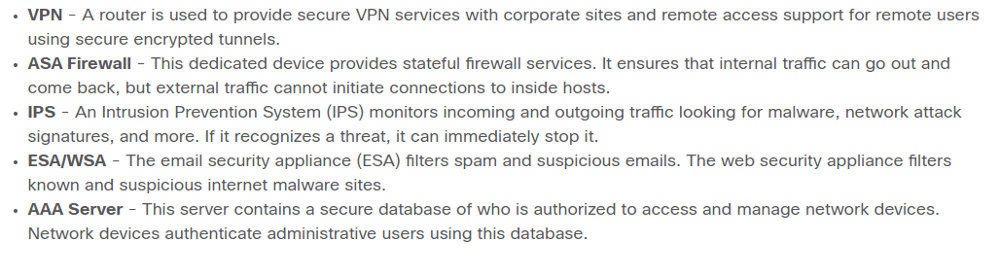 • VPN - A router is used to provide secure VPN services with corporate sites and remote access support for remote users
using secure encrypted tunnels.
• ASA Firewall - This dedicated device provides stateful firewall services. It ensures that internal traffic can go out and
come back, but external traffic cannot initiate connections to inside hosts.
• IPS - An Intrusion Prevention System (IPS) monitors incoming and outgoing traffic looking for malware, network attack
signatures, and more. If it recognizes a threat, it can immediately stop it.
• ESA/WSA - The email security appliance (ESA) filters spam and suspicious emails. The web security appliance filters
known and suspicious internet malware sites.
• AAA Server - This server contains a secure database of who is authorized to access and manage network devices.
Network devices authenticate administrative users using this database.